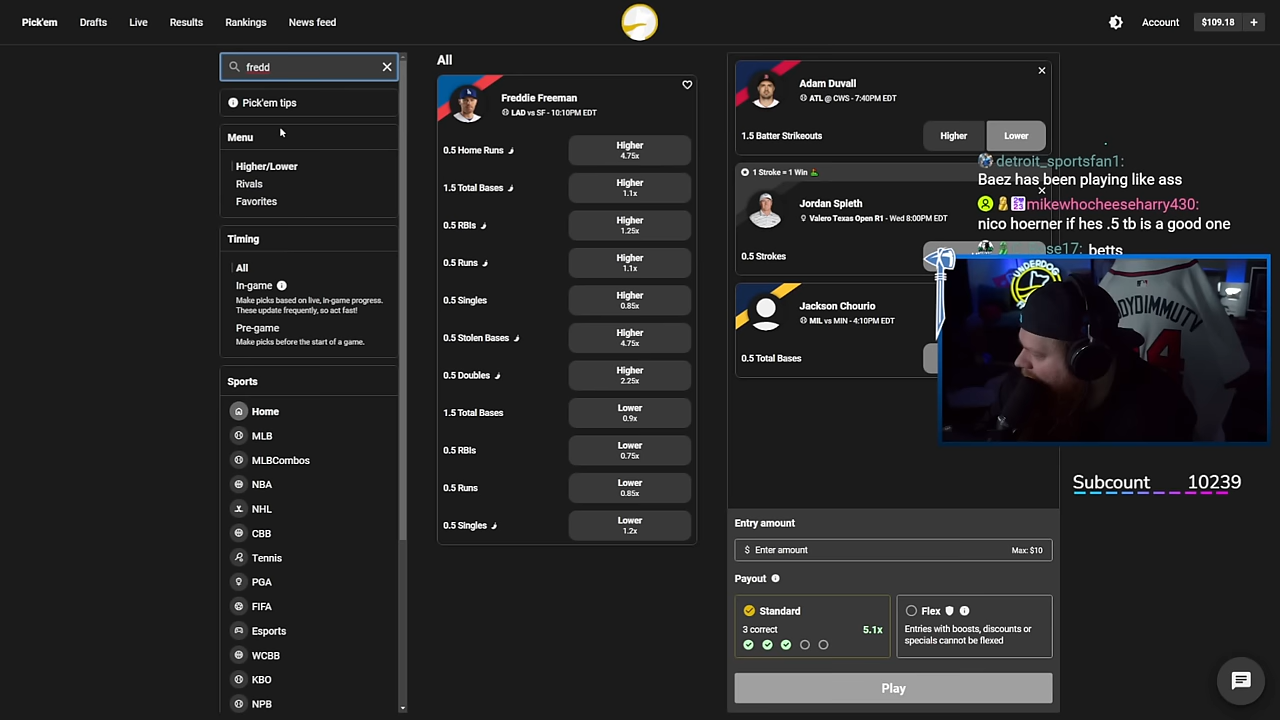 Pick'em
Drafts
Live
Results
Rankings
News feed
Account
$109.18 +
fredd
Pick'em tips
Menu
Higher/Lower
Rivals
Favorites
Timing
All
In-game
Make picks based on live, in-game progress.
These update frequently, so act fast!
Pre-game
Make picks before the start of a game.
Sports
Home
MLB
MLBCombos
NBA
NHL
CBB
Tennis
PGA
FIFA
Esports
WCBB
KBO
NPB
All
Freddie Freeman
LAD vs SF - 10:10PM EDT
0.5 Home Runs
Higher
4.75x
1.5 Total Bases
Higher
1.1x
0.5 RBIs
Higher
1.25x
0.5 Runs
Higher
1.1x
0.5 Singles
Higher
0.85x
0.5 Stolen Bases
Higher
4.75x
0.5 Doubles
Higher
2.25x
1.5 Total Bases
Lower
0.9x
0.5 RBIs
Lower
0.75x
0.5 Runs
Lower
0.85x
0.5 Singles
Lower
1.2x
Adam Duvall
ATL @ CWS - 7:40PM EDT
1.5 Batter Strikeouts
Higher
Lower
1 Stroke = 1 Win
Jordan Spieth
Valero Texas Open R1 - Wed 8:00PM EDT
0.5 Strokes
Jackson Chourio
MIL vs MIN - 4:10PM EDT
0.5 Total Bases
Entry amount
$ Enter amount
Max: $10
Payout
Standard
3 correct
5.1x
Flex
Entries with boosts, discounts or
specials cannot be flexed
Play
detroit_sportsfan1:
Baez has been playing like ass
mikewhocheeseharry430:
nico hoerner if hes .5 tb is a good one
betts
UNDERDOG
Subcount 10239